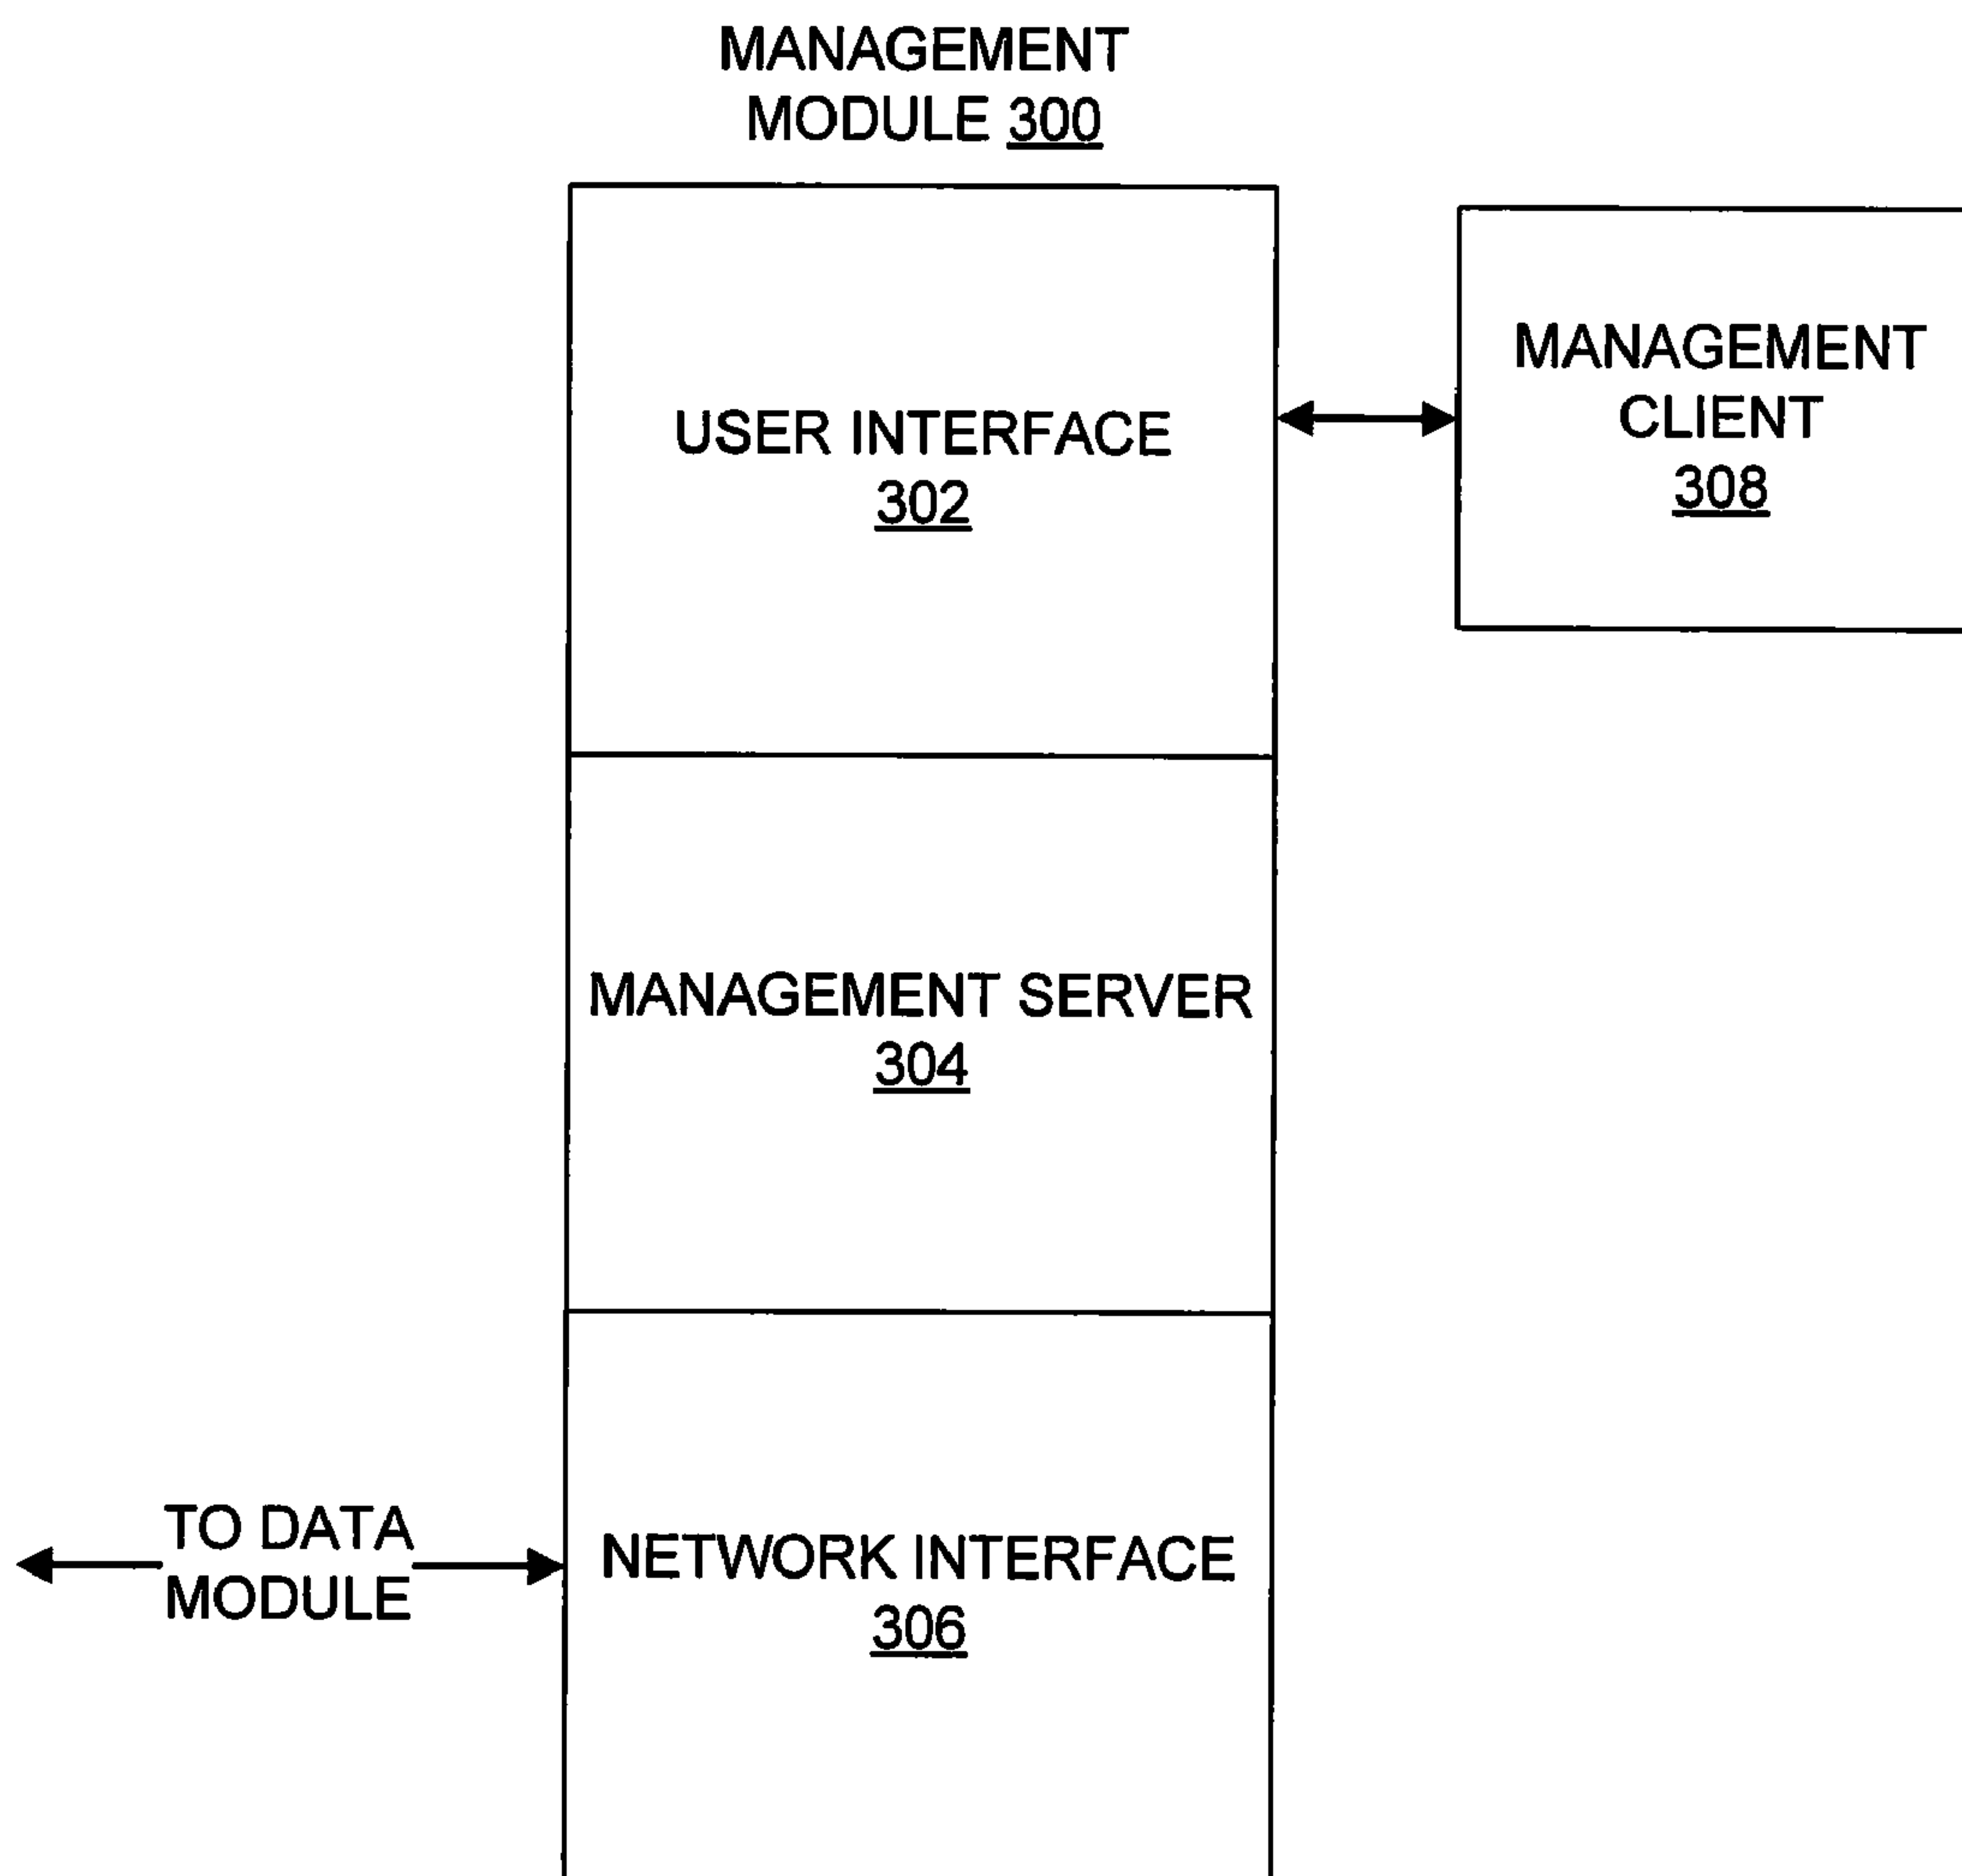 MANAGEMENT
MODULE 300
USER INTERFACE
302
MANAGEMENT
CLIENT
308
MANAGEMENT SERVER
304
TO DATA
MODULE
NETWORK INTERFACE
306